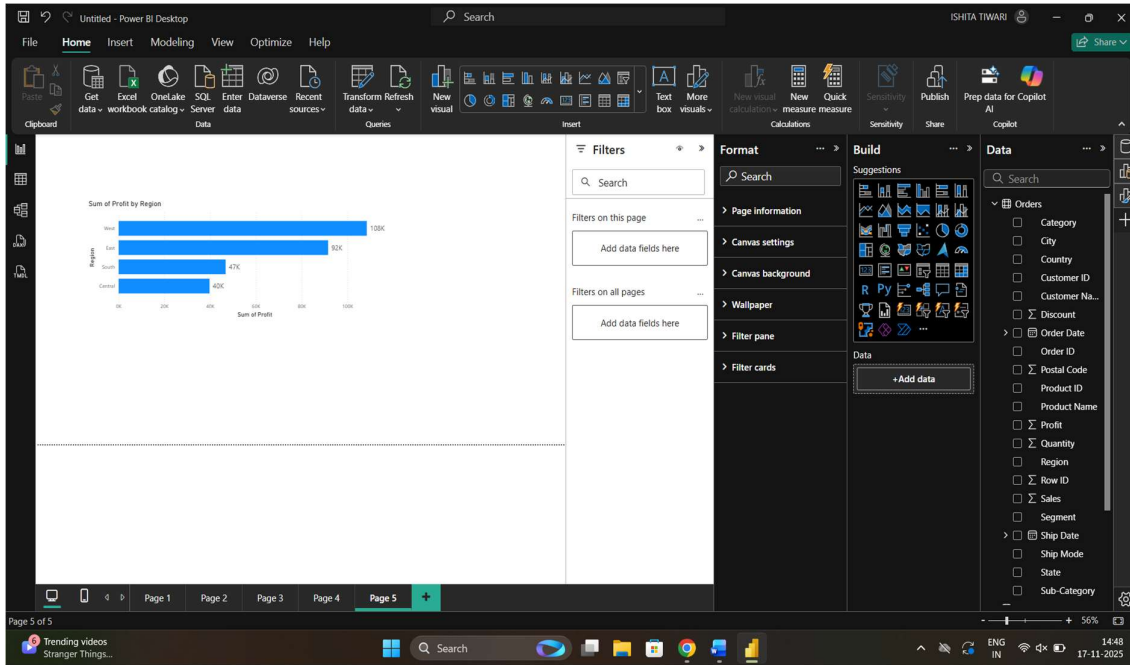 Untitled - Power BI Desktop
Search
ISHITA TIWARI
File Home Insert Modeling View Optimize Help
Share
Paste
Get data
Excel workbook
OneLake catalog
SQL Server
Enter data
Dataverse
Recent sources
Transform data
Refresh
New visual
Text box
More visuals
New visual calculation
New measure
Quick measure
Sensitivity
Publish
Prep data for AI
Copilot
Clipboard
Data
Queries
Insert
Calculations
Sensitivity
Share
Copilot
DAX
TMDL
Sum of Profit by Region
Region
West 108K
East 92K
South 47K
Central 40K
0K 20K 40K 60K 80K 100K
Sum of Profit
Filters
Search
Filters on this page
Add data fields here
Filters on all pages
Add data fields here
Format
Search
Page information
Canvas settings
Canvas background
Wallpaper
Filter pane
Filter cards
Build
Suggestions
123
R Py
Data
+Add data
Data
Search
Orders
Category
City
Country
Customer ID
Customer Na...
Discount
Order Date
Order ID
Postal Code
Product ID
Product Name
Profit
Quantity
Region
Row ID
Sales
Segment
Ship Date
Ship Mode
State
Sub-Category
Page 1 Page 2 Page 3 Page 4 Page 5
Page 5 of 5
56%
6
Trending videos
Stranger Things...
Search
ENG
IN
14:48
17-11-2025